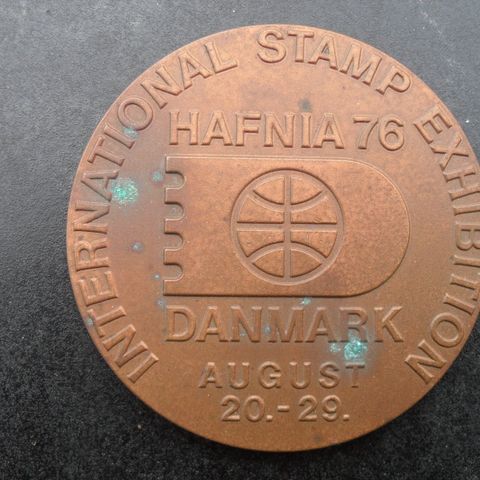 INTERNATIONAL STAMP EXHIBITION
HAFNIA 76
DANMARK
AUGUST
20.-29.